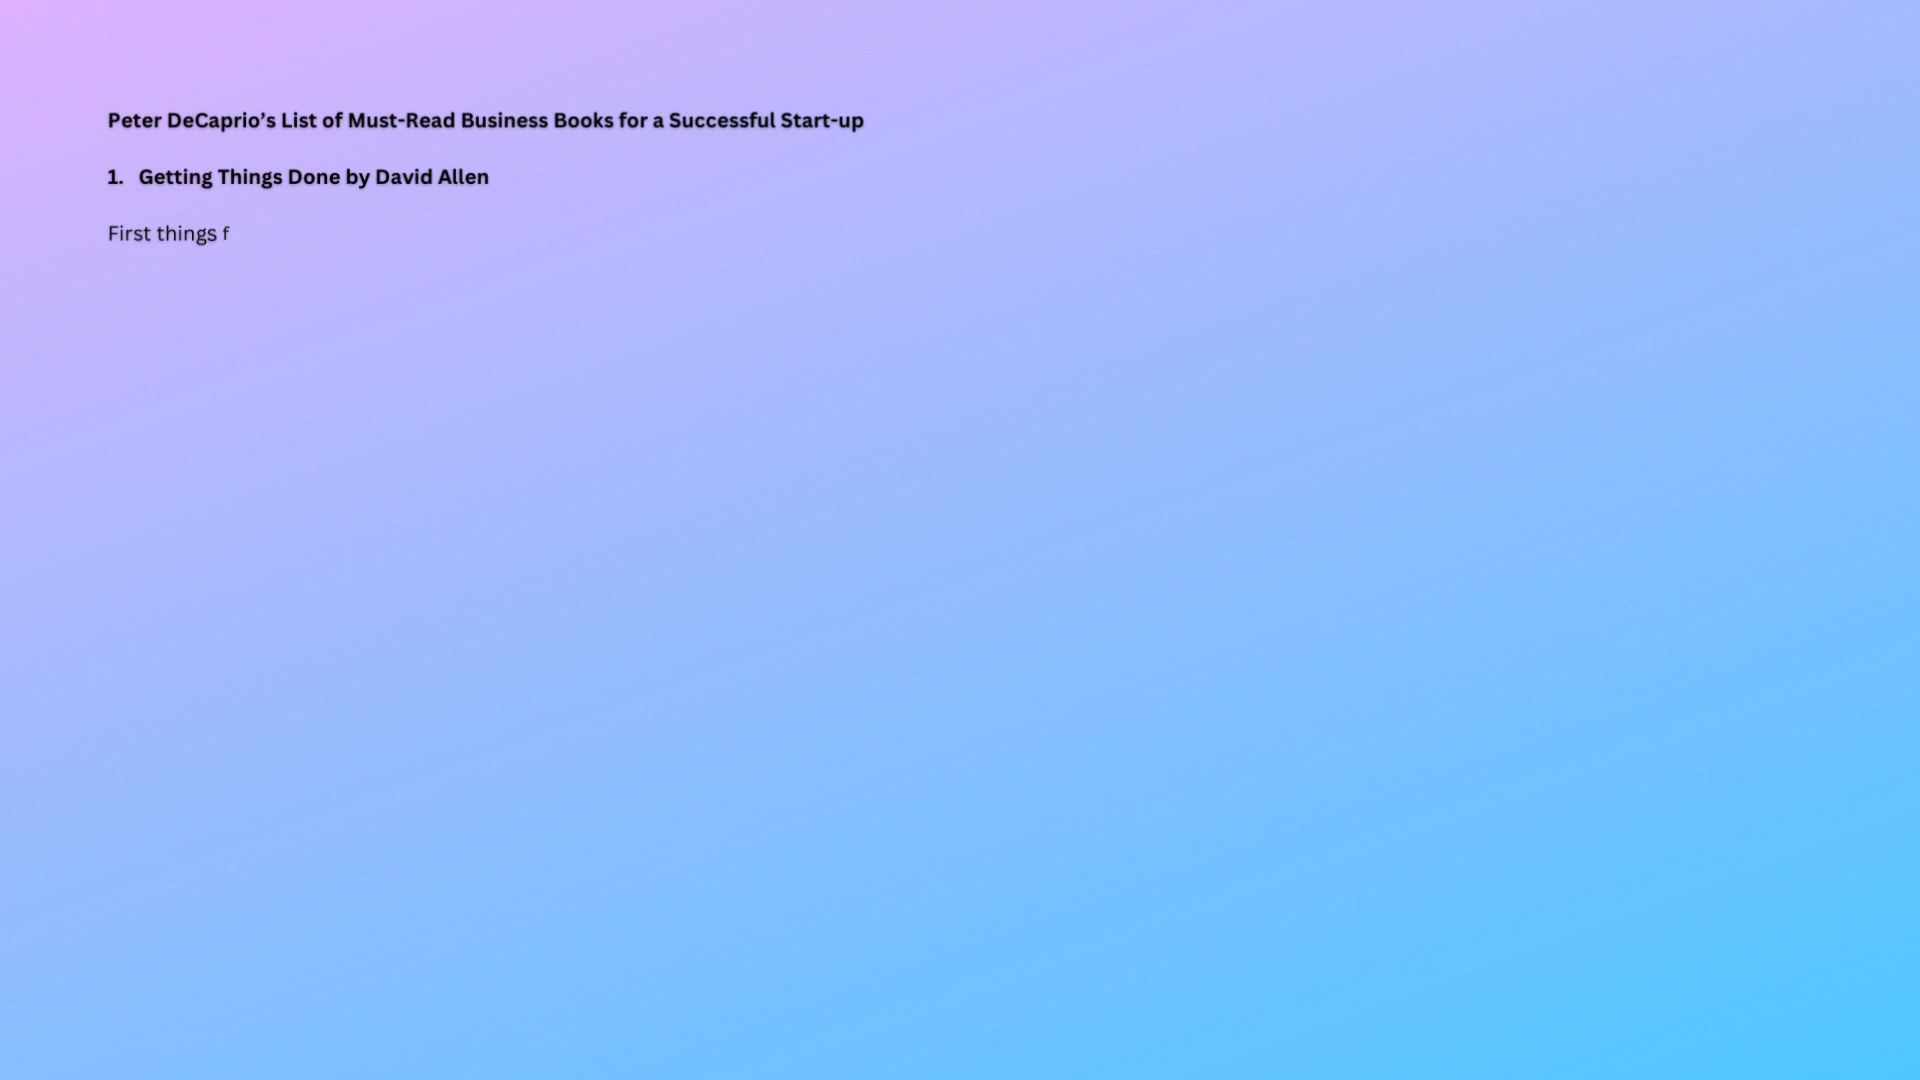 Peter DeCaprio’s List of Must-Read Business Books for a Successful Start-up
1. Getting Things Done by David Allen
First things f